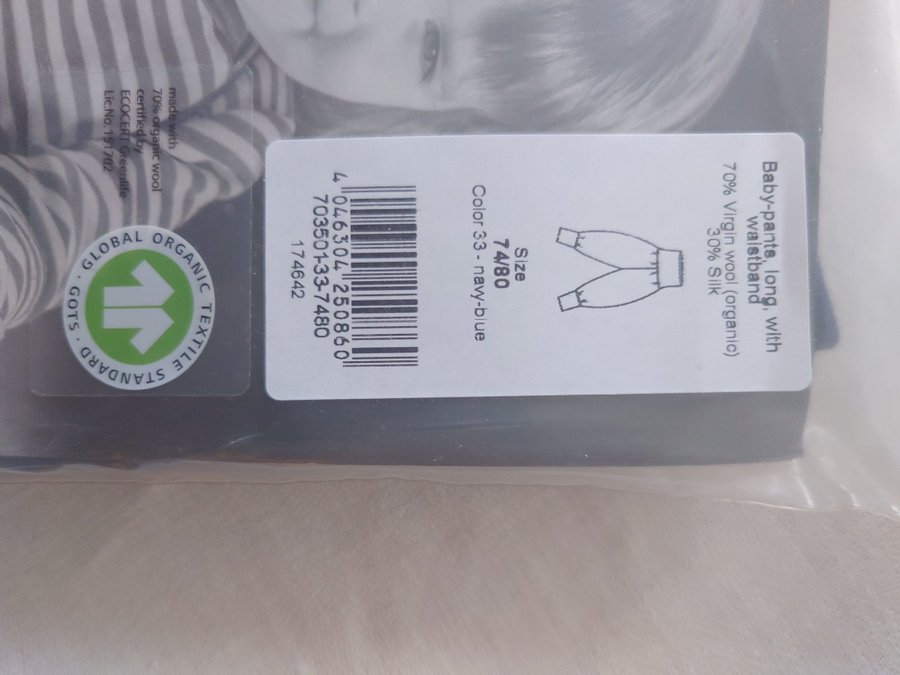 Baby-pants, long, with
waistband
70% Virgin wool (organic)
30% Silk
Size
74/80
Color 33 - navy-blue
4 046304 250860
703501-33-7480
174642
made with
70% organic wool
certified by
ECOCERT Greenlife
Lic.No.151702
GLOBAL ORGANIC TEXTILE STANDARD · GOTS ·